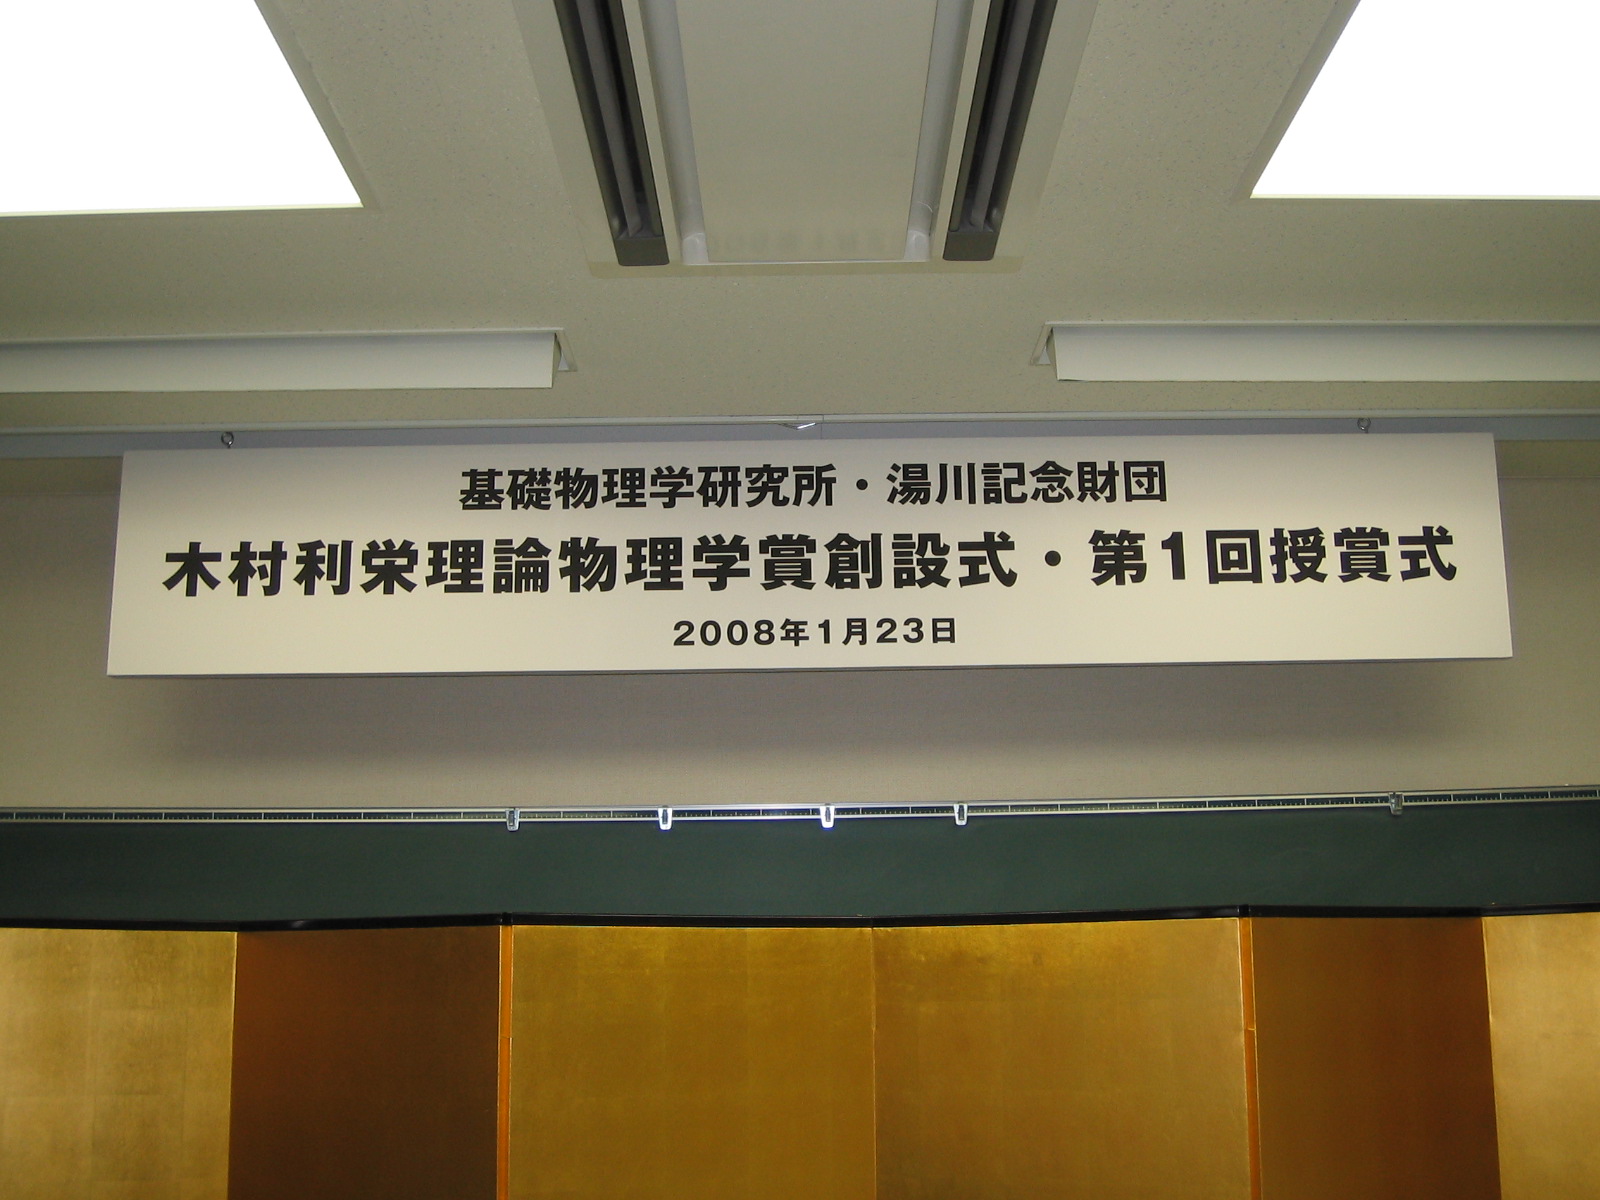 基礎物理学研究所・湯川記念財団
木村利栄理論物理学賞創設式・第1回授賞式
2008年1月23日